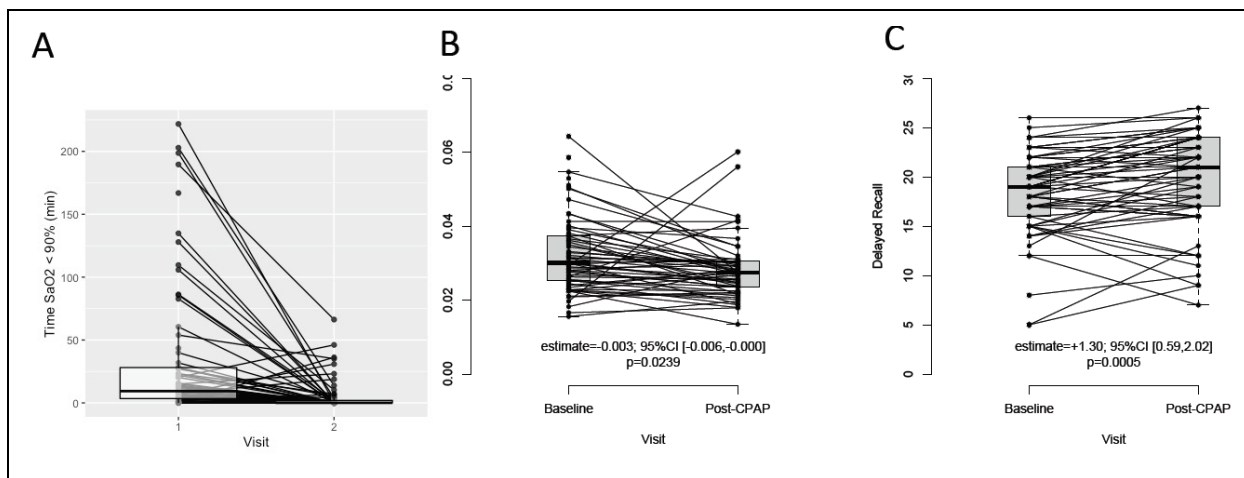 A
Time SaO2 < 90% (min)
200
150
100
50
0
1
2
Visit
B
0.0
0.06
0.04
0.02
0.00
estimate=-0.003; 95%CI [-0.006,-0.000]
p=0.0239
Baseline
Post-CPAP
Visit
C
Delayed Recall
30
25
20
15
10
5
0
estimate=+1.30; 95%CI [0.59,2.02]
p=0.0005
Baseline
Post-CPAP
Visit